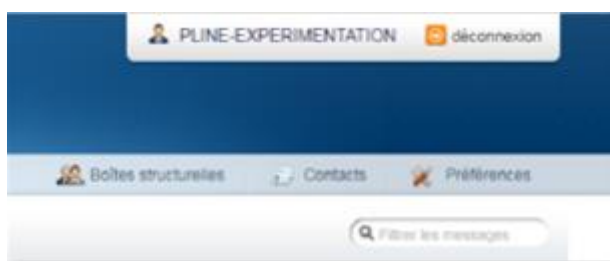 PLINE-EXPERIMENTATION déconnexion
Boîtes structurelles Contacts Préférences
Filtrer les messages